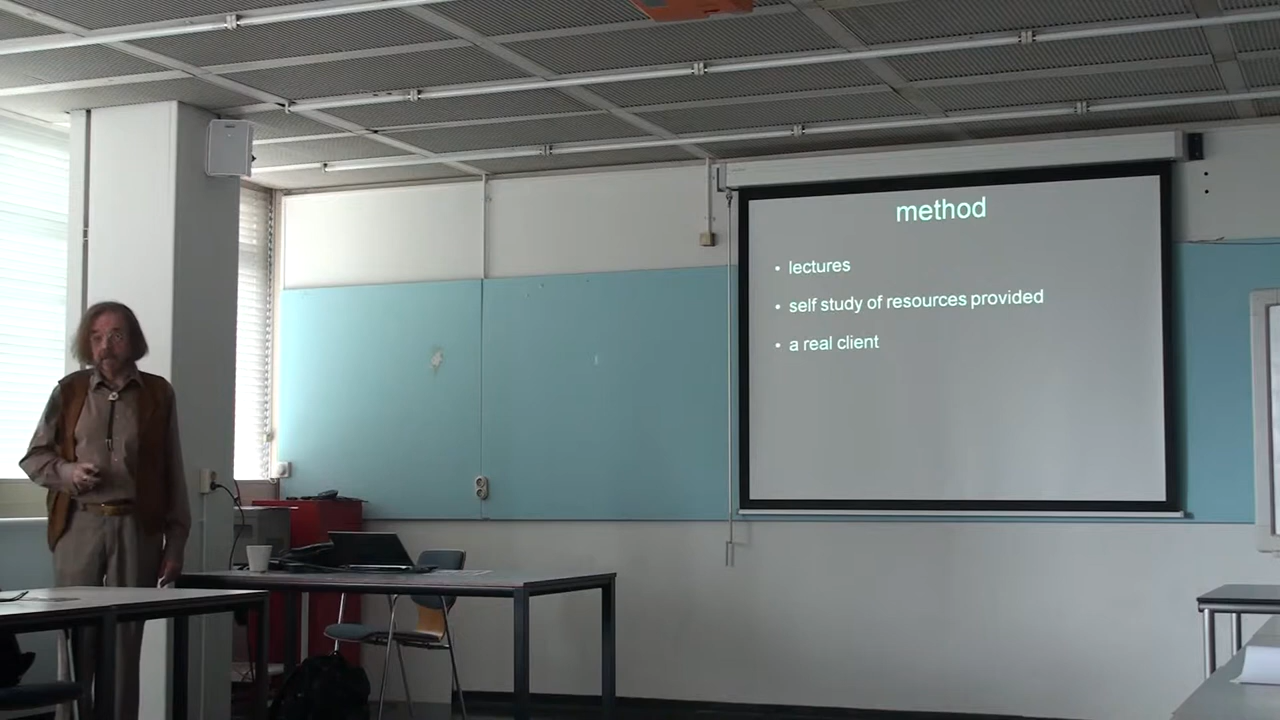 method
• lectures
• self study of resources provided
• a real client